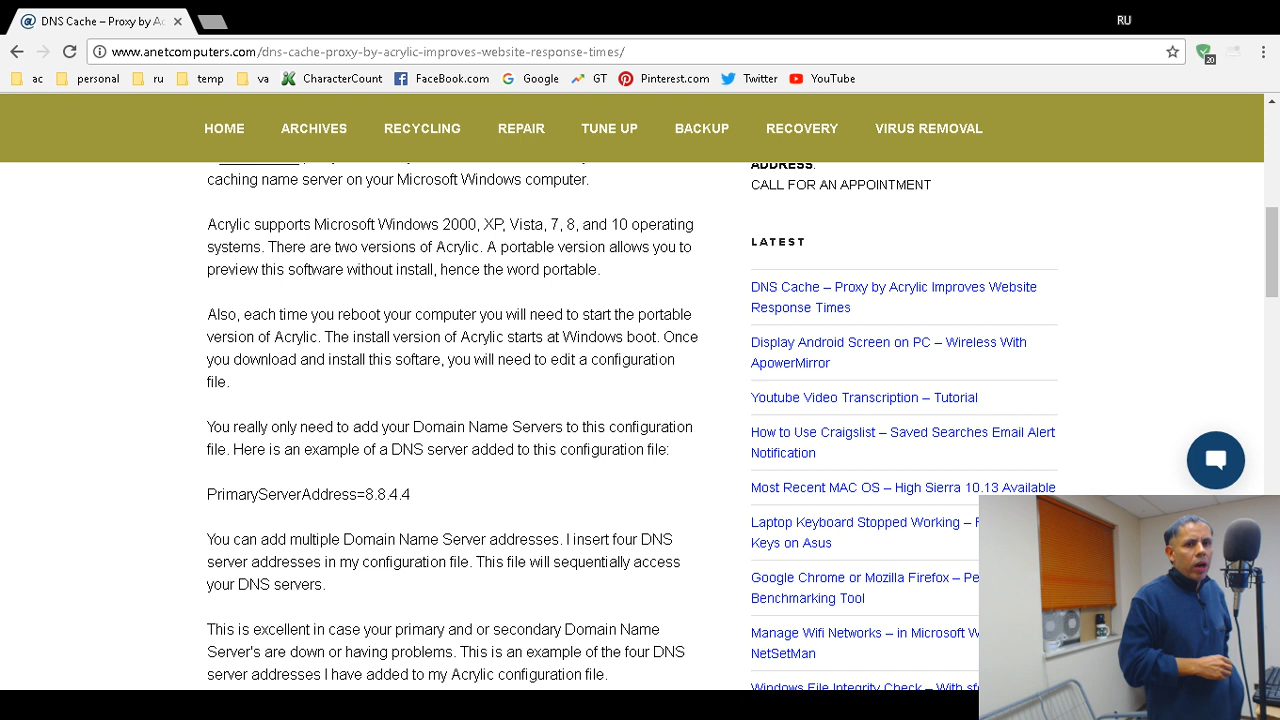 DNS Cache – Proxy by Ac
RU
www.anetcomputers.com/dns-cache-proxy-by-acrylic-improves-website-response-times/
20
ac personal ru temp va CharacterCount FaceBook.com Google GT Pinterest.com Twitter YouTube
HOME ARCHIVES RECYCLING REPAIR TUNE UP BACKUP RECOVERY VIRUS REMOVAL
caching name server on your Microsoft Windows computer.
Acrylic supports Microsoft Windows 2000, XP, Vista, 7, 8, and 10 operating
systems. There are two versions of Acrylic. A portable version allows you to
preview this software without install, hence the word portable.
Also, each time you reboot your computer you will need to start the portable
version of Acrylic. The install version of Acrylic starts at Windows boot. Once
you download and install this softare, you will need to edit a configuration
file.
You really only need to add your Domain Name Servers to this configuration
file. Here is an example of a DNS server added to this configuration file:
PrimaryServerAddress=8.8.4.4
You can add multiple Domain Name Server addresses. I insert four DNS
server addresses in my configuration file. This file will sequentially access
your DNS servers.
This is excellent in case your primary and or secondary Domain Name
Server's are down or having problems. This is an example of the four DNS
server addresses I have added to my Acrylic configuration file.
ADDRESS:
CALL FOR AN APPOINTMENT
LATEST
DNS Cache – Proxy by Acrylic Improves Website
Response Times
Display Android Screen on PC – Wireless With
ApowerMirror
Youtube Video Transcription – Tutorial
How to Use Craigslist – Saved Searches Email Alert
Notification
Most Recent MAC OS – High Sierra 10.13 Available
Laptop Keyboard Stopped Working –
Keys on Asus
Google Chrome or Mozilla Firefox – Pe
Benchmarking Tool
Manage Wifi Networks – in Microsoft W
NetSetMan
Windows File Integrity Check – With sf